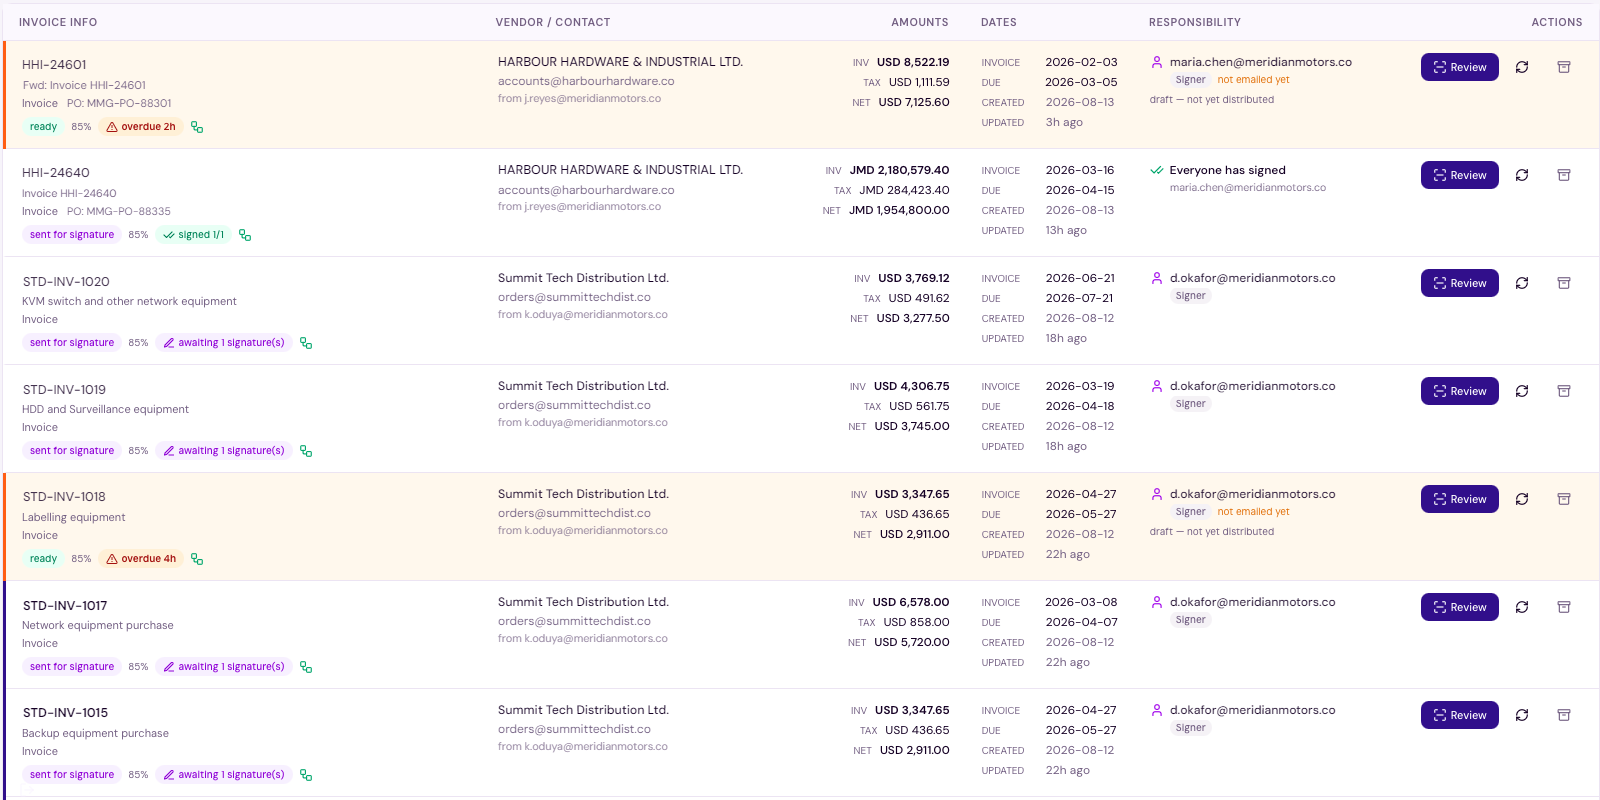 INVOICE INFO VENDOR / CONTACT AMOUNTS DATES RESPONSIBILITY ACTIONS
HHI-24601
Fwd: Invoice HHI-24601
Invoice PO: MMG-PO-88301
ready 85% overdue 2h
HARBOUR HARDWARE & INDUSTRIAL LTD.
accounts@harbourhardware.co
from j.reyes@meridianmotors.co
INV USD 8,522.19
TAX USD 1,111.59
NET USD 7,125.60
INVOICE 2026-02-03
DUE 2026-03-05
CREATED 2026-08-13
UPDATED 3h ago
maria.chen@meridianmotors.co
Signer not emailed yet
draft — not yet distributed
Review
HHI-24640
Invoice HHI-24640
Invoice PO: MMG-PO-88335
sent for signature 85% signed 1/1
HARBOUR HARDWARE & INDUSTRIAL LTD.
accounts@harbourhardware.co
from j.reyes@meridianmotors.co
INV JMD 2,180,579.40
TAX JMD 284,423.40
NET JMD 1,954,800.00
INVOICE 2026-03-16
DUE 2026-04-15
CREATED 2026-08-13
UPDATED 13h ago
Everyone has signed
maria.chen@meridianmotors.co
Review
STD-INV-1020
KVM switch and other network equipment
Invoice
sent for signature 85% awaiting 1 signature(s)
Summit Tech Distribution Ltd.
orders@summittechdist.co
from k.oduya@meridianmotors.co
INV USD 3,769.12
TAX USD 491.62
NET USD 3,277.50
INVOICE 2026-06-21
DUE 2026-07-21
CREATED 2026-08-12
UPDATED 18h ago
d.okafor@meridianmotors.co
Signer
Review
STD-INV-1019
HDD and Surveillance equipment
Invoice
sent for signature 85% awaiting 1 signature(s)
Summit Tech Distribution Ltd.
orders@summittechdist.co
from k.oduya@meridianmotors.co
INV USD 4,306.75
TAX USD 561.75
NET USD 3,745.00
INVOICE 2026-03-19
DUE 2026-04-18
CREATED 2026-08-12
UPDATED 18h ago
d.okafor@meridianmotors.co
Signer
Review
STD-INV-1018
Labelling equipment
Invoice
ready 85% overdue 4h
Summit Tech Distribution Ltd.
orders@summittechdist.co
from k.oduya@meridianmotors.co
INV USD 3,347.65
TAX USD 436.65
NET USD 2,911.00
INVOICE 2026-04-27
DUE 2026-05-27
CREATED 2026-08-12
UPDATED 22h ago
d.okafor@meridianmotors.co
Signer not emailed yet
draft — not yet distributed
Review
STD-INV-1017
Network equipment purchase
Invoice
sent for signature 85% awaiting 1 signature(s)
Summit Tech Distribution Ltd.
orders@summittechdist.co
from k.oduya@meridianmotors.co
INV USD 6,578.00
TAX USD 858.00
NET USD 5,720.00
INVOICE 2026-03-08
DUE 2026-04-07
CREATED 2026-08-12
UPDATED 22h ago
d.okafor@meridianmotors.co
Signer
Review
STD-INV-1015
Backup equipment purchase
Invoice
sent for signature 85% awaiting 1 signature(s)
Summit Tech Distribution Ltd.
orders@summittechdist.co
from k.oduya@meridianmotors.co
INV USD 3,347.65
TAX USD 436.65
NET USD 2,911.00
INVOICE 2026-04-27
DUE 2026-05-27
CREATED 2026-08-12
UPDATED 22h ago
d.okafor@meridianmotors.co
Signer
Review